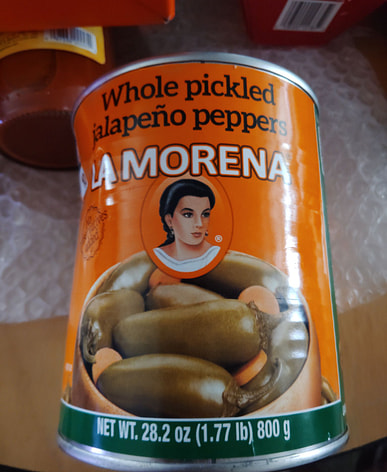 Whole pickled
jalapeño peppers
LA MORENA
®
NET WT. 28.2 oz (1.77 lb) 800 g